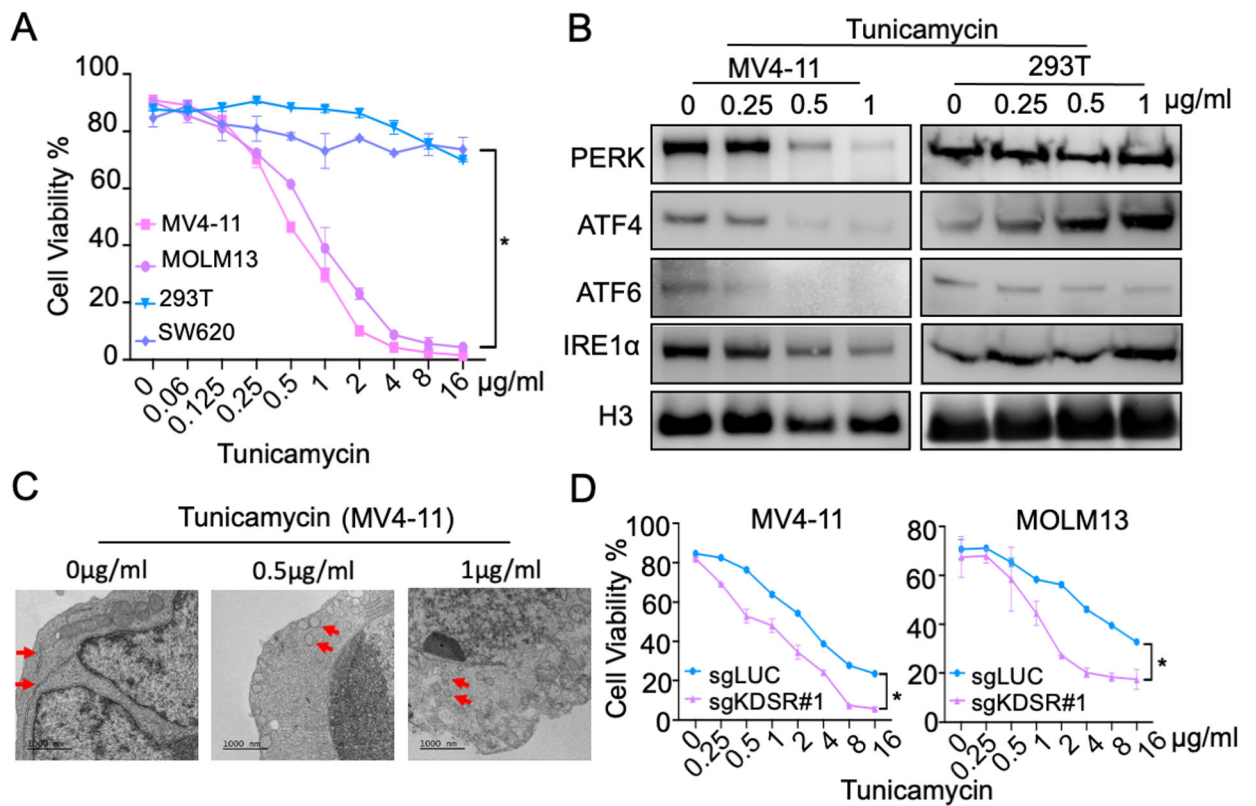 A
100
80
60
40
20
0
Cell Viability %
MV4-11
MOLM13
293T
SW620
*
0 0.06 0.125 0.25 0.5 1 2 4 8 16 μg/ml
Tunicamycin
B
Tunicamycin
MV4-11 293T
0 0.25 0.5 1 0 0.25 0.5 1 μg/ml
PERK
ATF4
ATF6
IRE1α
H3
C
Tunicamycin (MV4-11)
0μg/ml 0.5μg/ml 1μg/ml
1000 nm 1000 nm 1000 nm
D
MV4-11
100
80
60
40
20
0
Cell Viability %
sgLUC
sgKDSR#1
*
0 0.25 0.5 1 2 4 8 16
MOLM13
80
60
40
20
0
sgLUC
sgKDSR#1
*
0 0.25 0.5 1 2 4 8 16 μg/ml
Tunicamycin